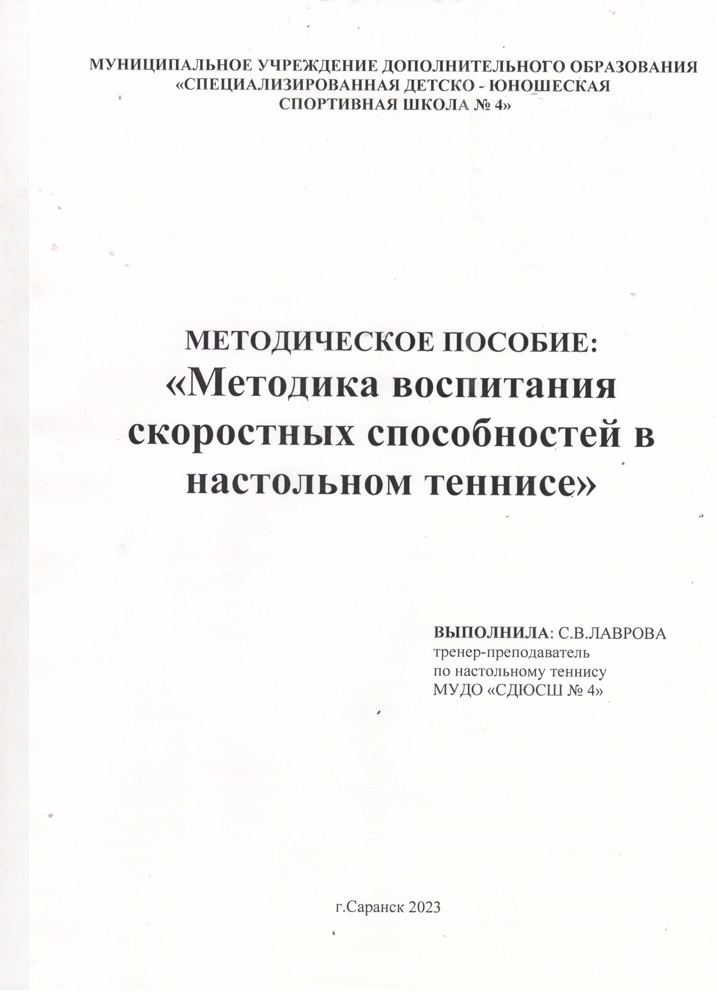 МУНИЦИПАЛЬНОЕ УЧРЕЖДЕНИЕ ДОПОЛНИТЕЛЬНОГО ОБРАЗОВАНИЯ
«СПЕЦИАЛИЗИРОВАННАЯ ДЕТСКО - ЮНОШЕСКАЯ
СПОРТИВНАЯ ШКОЛА № 4»
МЕТОДИЧЕСКОЕ ПОСОБИЕ:
«Методика воспитания
скоростных способностей в
настольном теннисе»
ВЫПОЛНИЛА: С.В.ЛАВРОВА
тренер-преподаватель
по настольному теннису
МУДО «СДЮСШ № 4»
г.Саранск 2023